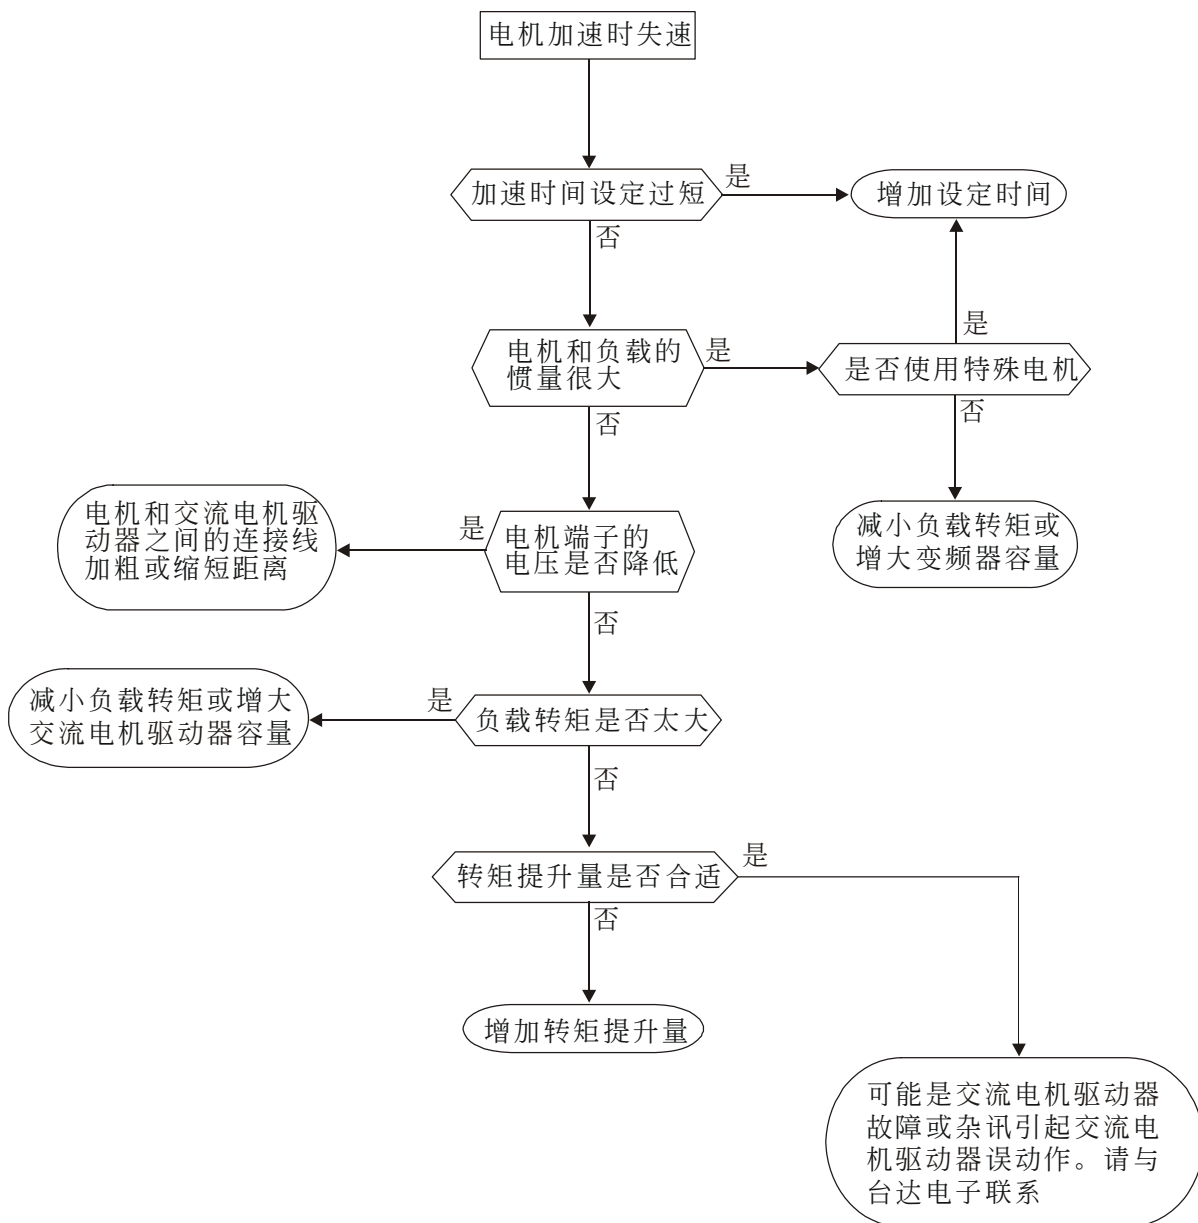 电机加速时失速
加速时间设定过短
是
增加设定时间
否
电机和负载的
惯量很大
是
是否使用特殊电机
是
否
减小负载转矩或
增大变频器容量
否
电机端子的
电压是否降低
是
电机和交流电机驱
动器之间的连接线
加粗或缩短距离
否
负载转矩是否太大
是
减小负载转矩或增大
交流电机驱动器容量
否
转矩提升量是否合适
是
否
增加转矩提升量
可能是交流电机驱动器
故障或杂讯引起交流电
机驱动器误动作。请与
台达电子联系